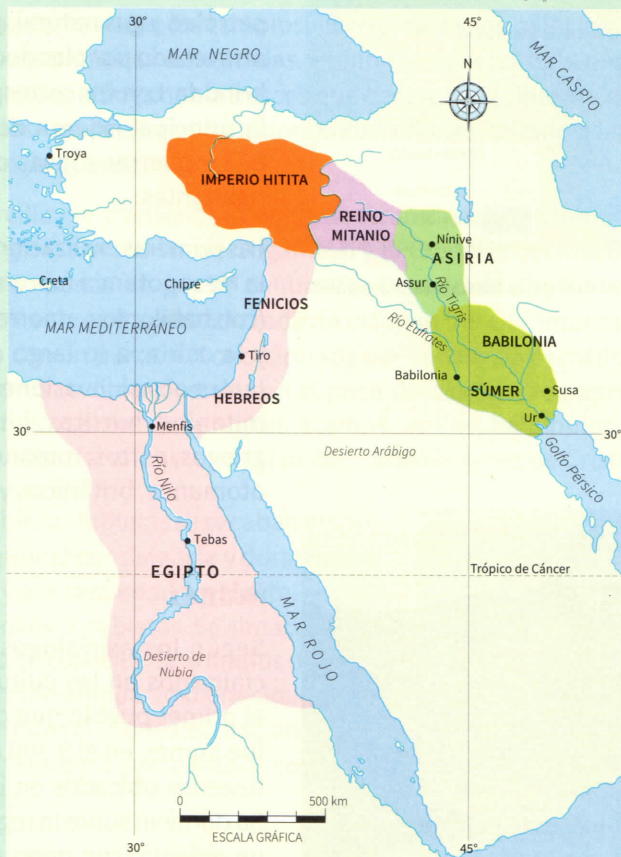 30°
45°
MAR NEGRO
MAR CASPIO
N
Troya
IMPERIO HITITA
REINO
MITANIO
Nínive
ASIRIA
Creta
Chipre
Assur
Río Tigris
FENICIOS
MAR MEDITERRÁNEO
Río Eufrates
BABILONIA
Tiro
Babilonia
SÚMER
Susa
HEBREOS
Ur
30°
Menfis
30°
Desierto Arábigo
Golfo Pérsico
Río Nilo
Tebas
EGIPTO
Trópico de Cáncer
MAR ROJO
Desierto de
Nubia
0
500 km
ESCALA GRÁFICA
30°
45°